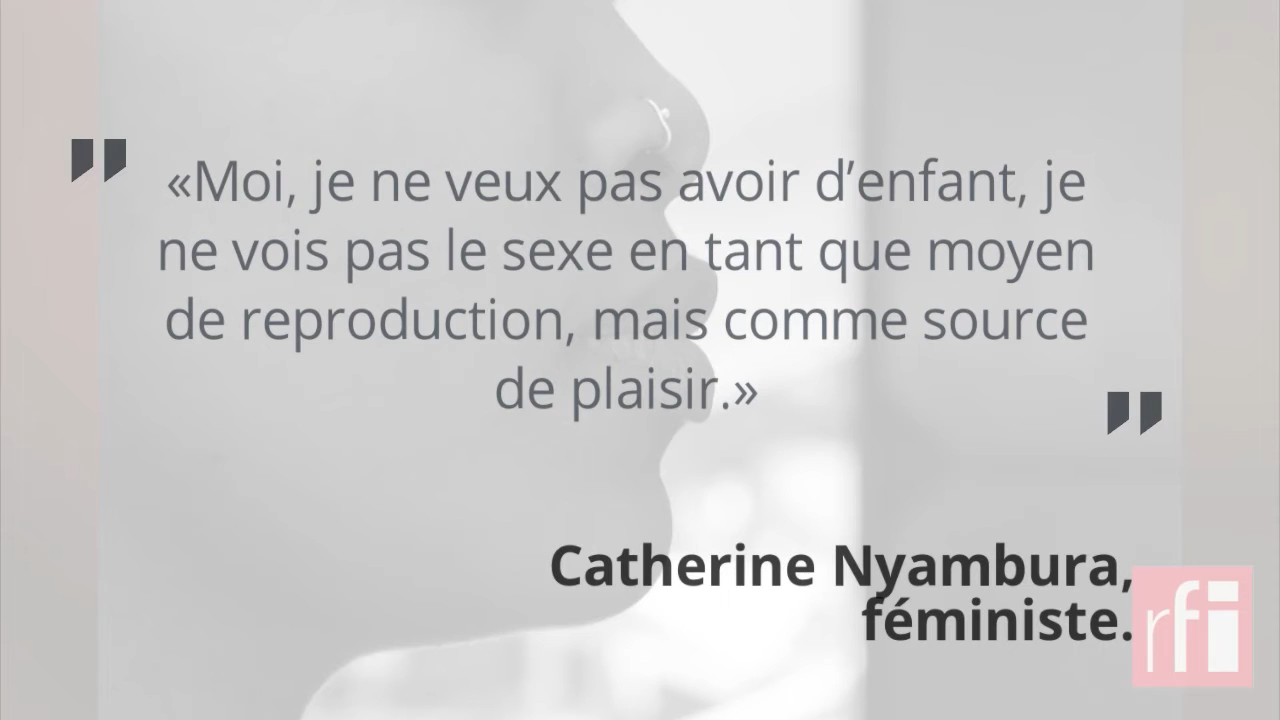 «Moi, je ne veux pas avoir d’enfant, je
ne vois pas le sexe en tant que moyen
de reproduction, mais comme source
de plaisir.»
Catherine Nyambura,
féministe.
rfi